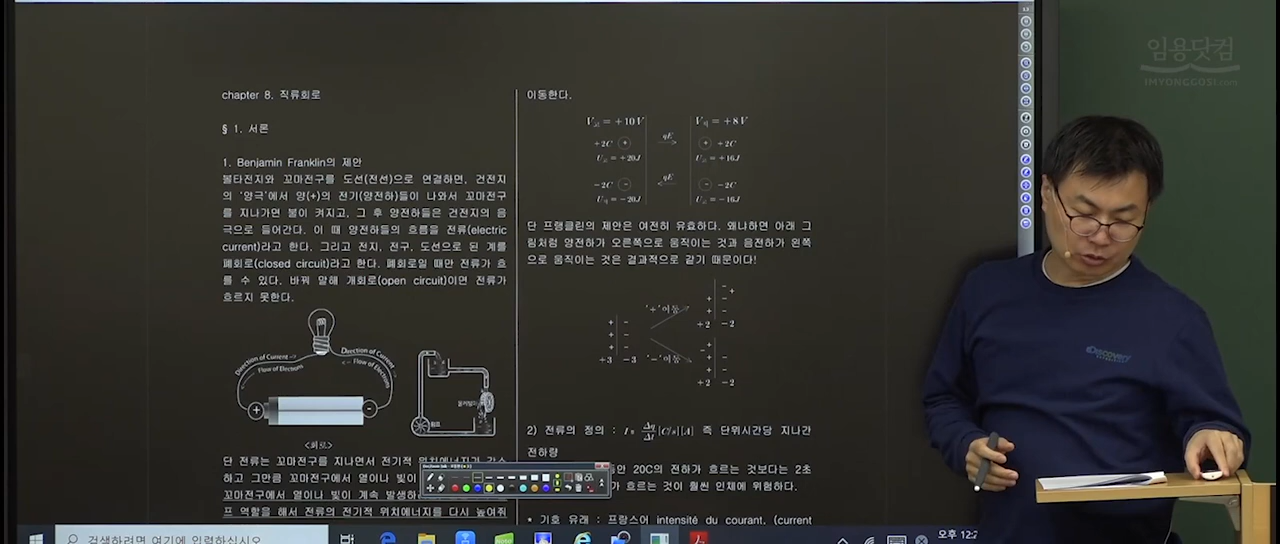 임용닷컴
IMYONGGOSI.com
chapter 8. 직류회로
§ 1. 서론
1. Benjamin Franklin의 제안
볼타전지와 꼬마전구를 도선(전선)으로 연결하면, 건전지
의 '양극'에서 양(+)의 전기(양전하)들이 나와서 꼬마전구
를 지나가면 불이 켜지고, 그 후 양전하들은 건전지의 음
극으로 들어간다. 이 때 양전하들의 흐름을 전류(electric
current)라고 한다. 그리고 전지, 전구, 도선으로 된 계를
폐회로(closed circuit)라고 한다. 폐회로일 때만 전류가 흐
를 수 있다. 바꿔 말해 개회로(open circuit)이면 전류가
흐르지 못한다.
Direction of Current
Flow of Electrons
Direction of Current
Flow of Electrons
+ -
펌프
<회로>
단 전류는 꼬마전구를 지나면서 전기적 위치에너지가 감소
하고 그만큼 꼬마전구에서 열이나 빛이
꼬마전구에서 열이나 빛이 계속 발생하
프 역할을 해서 전류의 전기적 위치에너지를 다시 높여줘
이동한다.
= +10 V = +8 V
+2C + qE + +2C
= +20J = +16J
-2C - qE - -2C
= -20J = -16J
단 프랭클린의 제안은 여전히 유효하다. 왜냐하면 아래 그
림처럼 양전하가 오른쪽으로 움직이는 것과 음전하가 왼쪽
으로 움직이는 것은 결과적으로 같기 때문이다!
'+'이동
+2 -2
+3 -3
'-'이동
+2 -2
2) 전류의 정의 : I = Δq/Δt [C/s][A] 즉 단위시간당 지나간
전하량
안 20C의 전하가 흐르는 것보다는 2초
가 흐르는 것이 훨씬 인체에 위험하다.
▪ 기호 유래 : 프랑스어 intensité du courant. (current
eDiscovery
검색하려면 여기에 입력하십시오.
오후 12:2